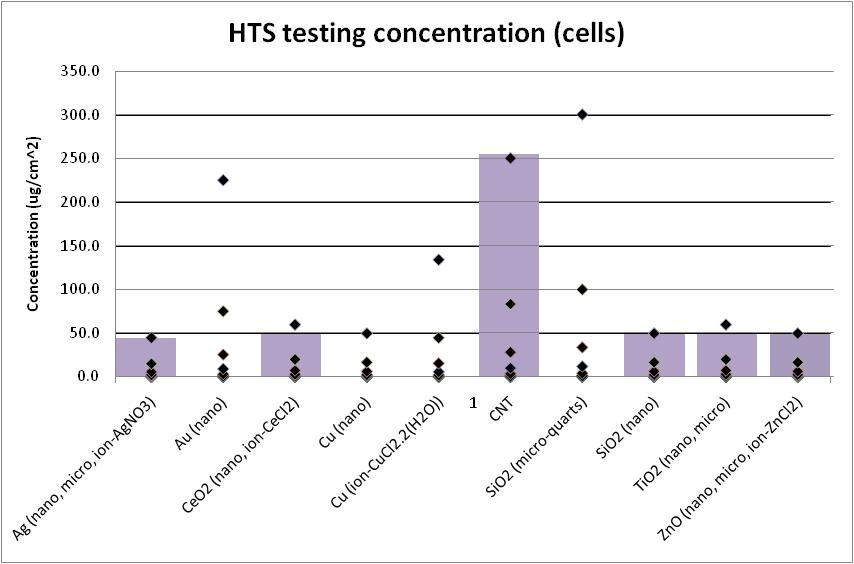 HTS testing concentration (cells)
Concentration (ug/cm^2)
350.0
300.0
250.0
200.0
150.0
100.0
50.0
0.0
Ag (nano, micro, ion-AgNO3)
Au (nano)
CeO2 (nano, ion-CeCl2)
Cu (nano)
Cu (ion-CuCl2.2(H2O))
1
CNT
SiO2 (micro-quarts)
SiO2 (nano)
TiO2 (nano, micro)
ZnO (nano, micro, ion-ZnCl2)